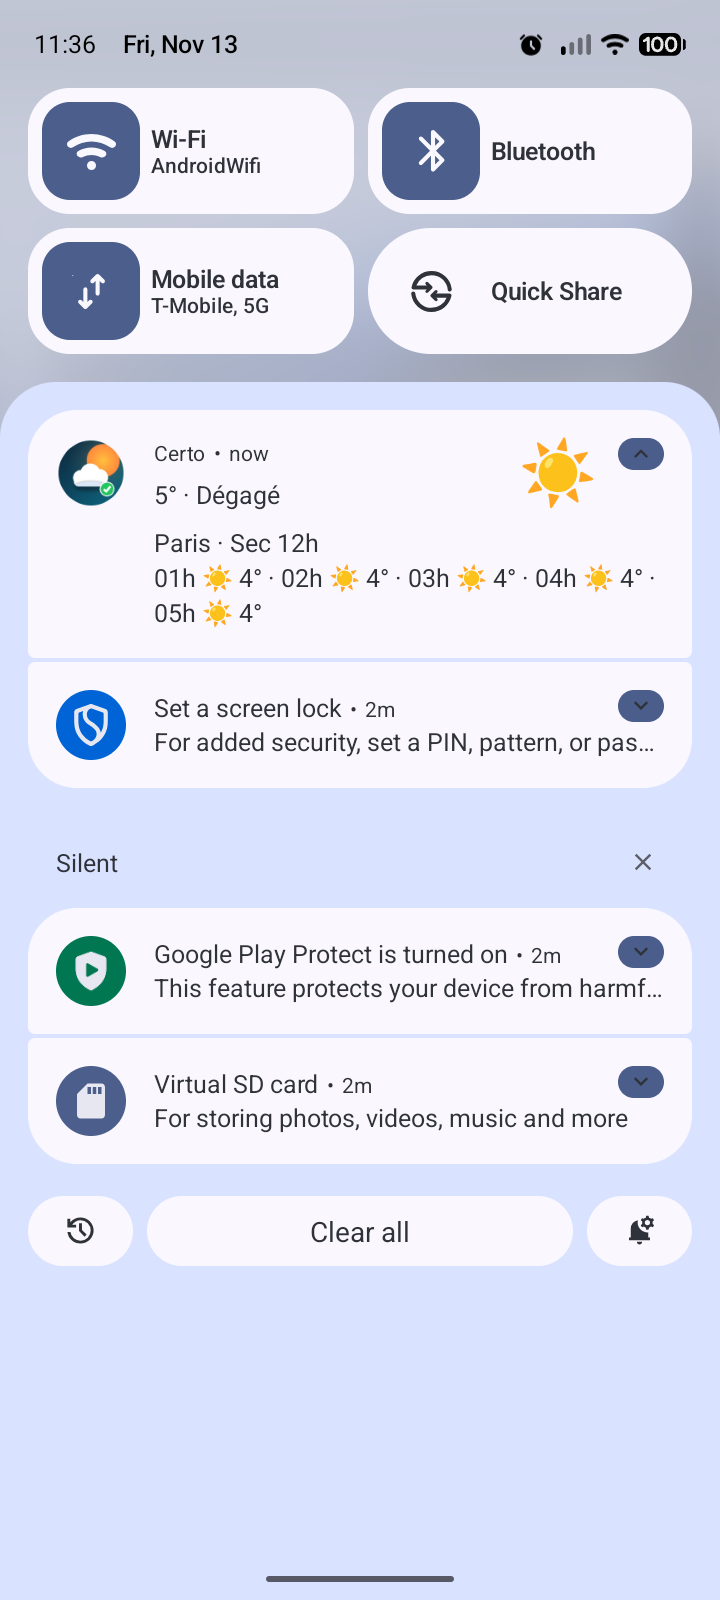 11:36 Fri, Nov 13
100
Wi-Fi
AndroidWifi
Bluetooth
Mobile data
T-Mobile, 5G
Quick Share
Certo • now
5° · Dégagé
Paris · Sec 12h
01h ☀️ 4° · 02h ☀️ 4° · 03h ☀️ 4° · 04h ☀️ 4° ·
05h ☀️ 4°
Set a screen lock • 2m
For added security, set a PIN, pattern, or pas…
Silent
Google Play Protect is turned on • 2m
This feature protects your device from harmf…
Virtual SD card • 2m
For storing photos, videos, music and more
Clear all